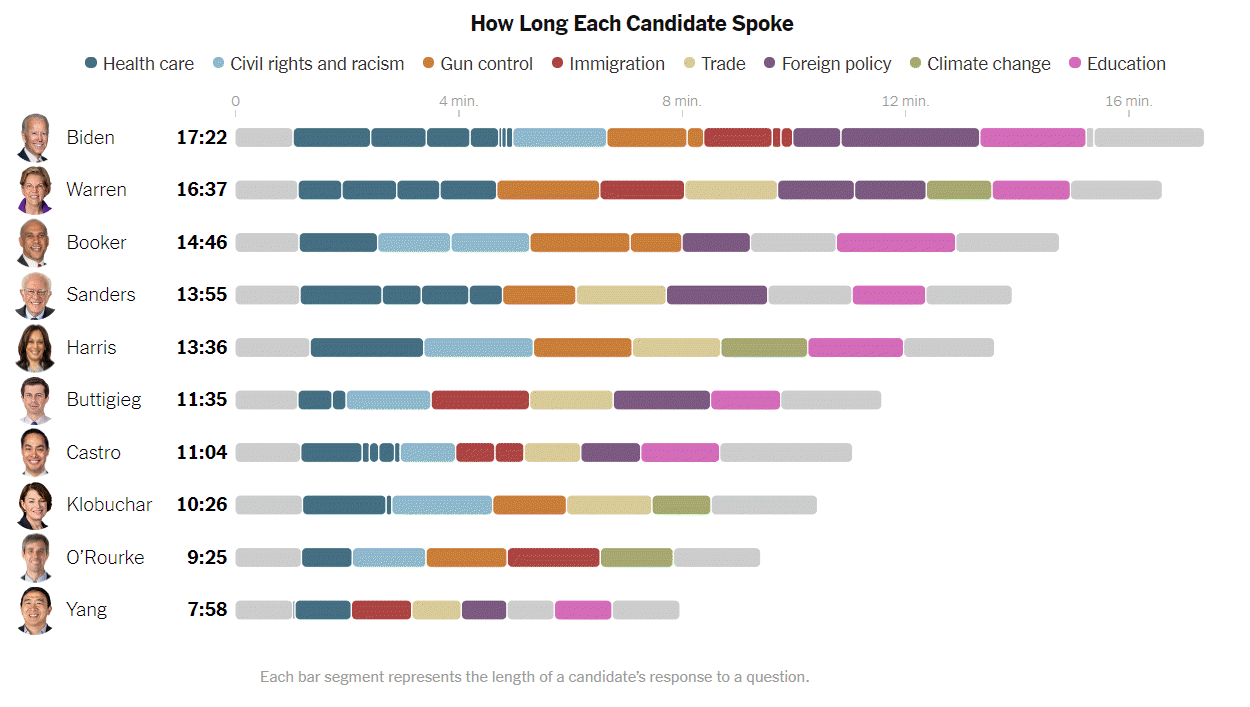 How Long Each Candidate Spoke
Health care Civil rights and racism Gun control Immigration Trade Foreign policy Climate change Education
0 4 min. 8 min. 12 min. 16 min.
Biden 17:22
Warren 16:37
Booker 14:46
Sanders 13:55
Harris 13:36
Buttigieg 11:35
Castro 11:04
Klobuchar 10:26
O’Rourke 9:25
Yang 7:58
Each bar segment represents the length of a candidate’s response to a question.